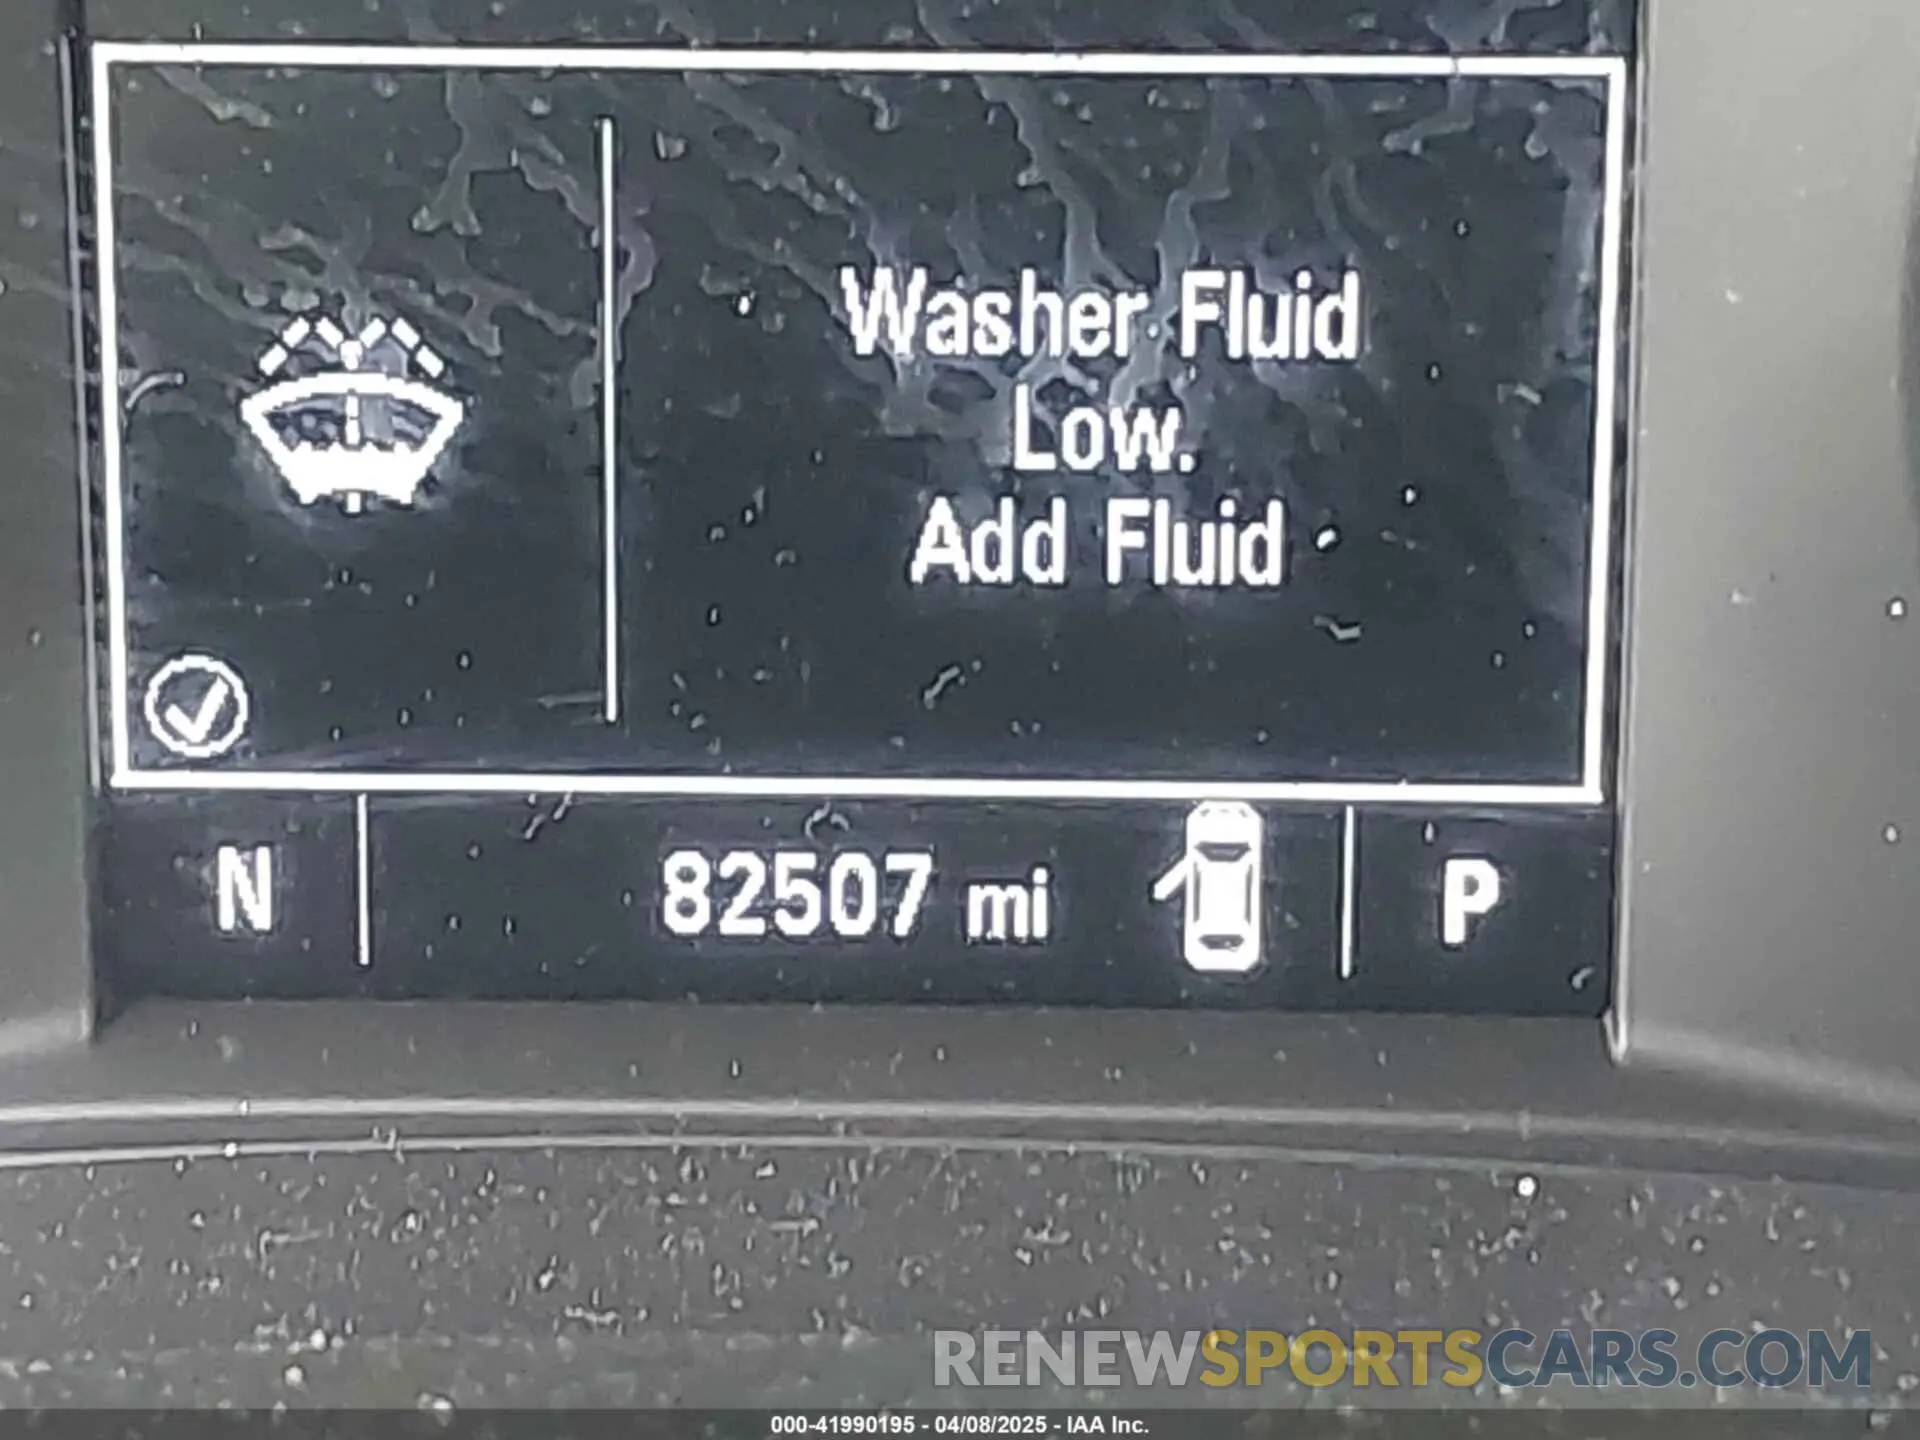 Washer Fluid
Low.
Add Fluid
N 82507 mi P
RENEWSPORTSCARS.COM
000-41990195 - 04/08/2025 - IAA Inc.